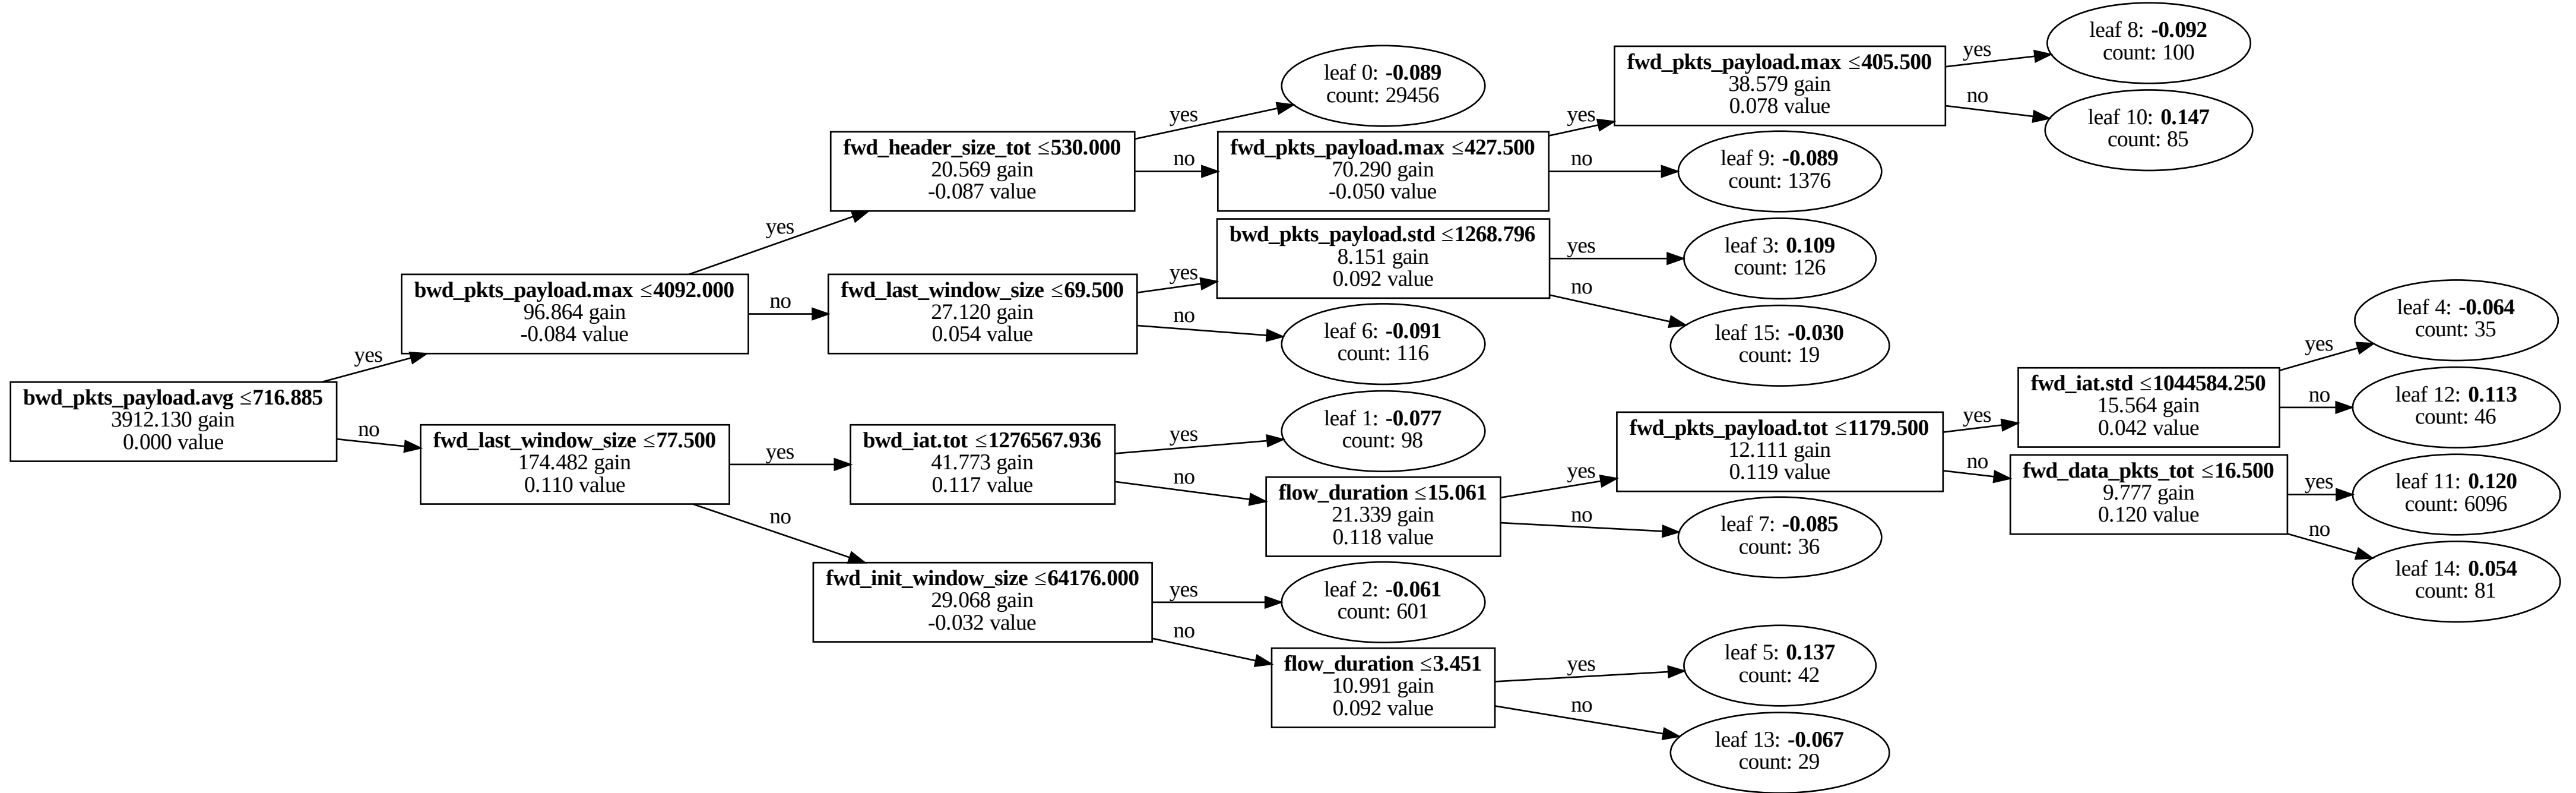 bwd_pkts_payload.avg ≤716.885
3912.130 gain
0.000 value
yes
no
bwd_pkts_payload.max ≤4092.000
96.864 gain
-0.084 value
yes
no
fwd_last_window_size ≤77.500
174.482 gain
0.110 value
yes
no
fwd_header_size_tot ≤530.000
20.569 gain
-0.087 value
yes
no
fwd_last_window_size ≤69.500
27.120 gain
0.054 value
yes
no
bwd_iat.tot ≤1276567.936
41.773 gain
0.117 value
yes
no
fwd_init_window_size ≤64176.000
29.068 gain
-0.032 value
yes
no
leaf 0: -0.089
count: 29456
fwd_pkts_payload.max ≤427.500
70.290 gain
-0.050 value
yes
no
bwd_pkts_payload.std ≤1268.796
8.151 gain
0.092 value
yes
no
leaf 6: -0.091
count: 116
leaf 1: -0.077
count: 98
flow_duration ≤15.061
21.339 gain
0.118 value
yes
no
leaf 2: -0.061
count: 601
flow_duration ≤3.451
10.991 gain
0.092 value
yes
no
fwd_pkts_payload.max ≤405.500
38.579 gain
0.078 value
yes
no
leaf 9: -0.089
count: 1376
leaf 3: 0.109
count: 126
leaf 15: -0.030
count: 19
fwd_pkts_payload.tot ≤1179.500
12.111 gain
0.119 value
yes
no
leaf 7: -0.085
count: 36
leaf 5: 0.137
count: 42
leaf 13: -0.067
count: 29
leaf 8: -0.092
count: 100
leaf 10: 0.147
count: 85
fwd_iat.std ≤1044584.250
15.564 gain
0.042 value
yes
no
fwd_data_pkts_tot ≤16.500
9.777 gain
0.120 value
yes
no
leaf 4: -0.064
count: 35
leaf 12: 0.113
count: 46
leaf 11: 0.120
count: 6096
leaf 14: 0.054
count: 81